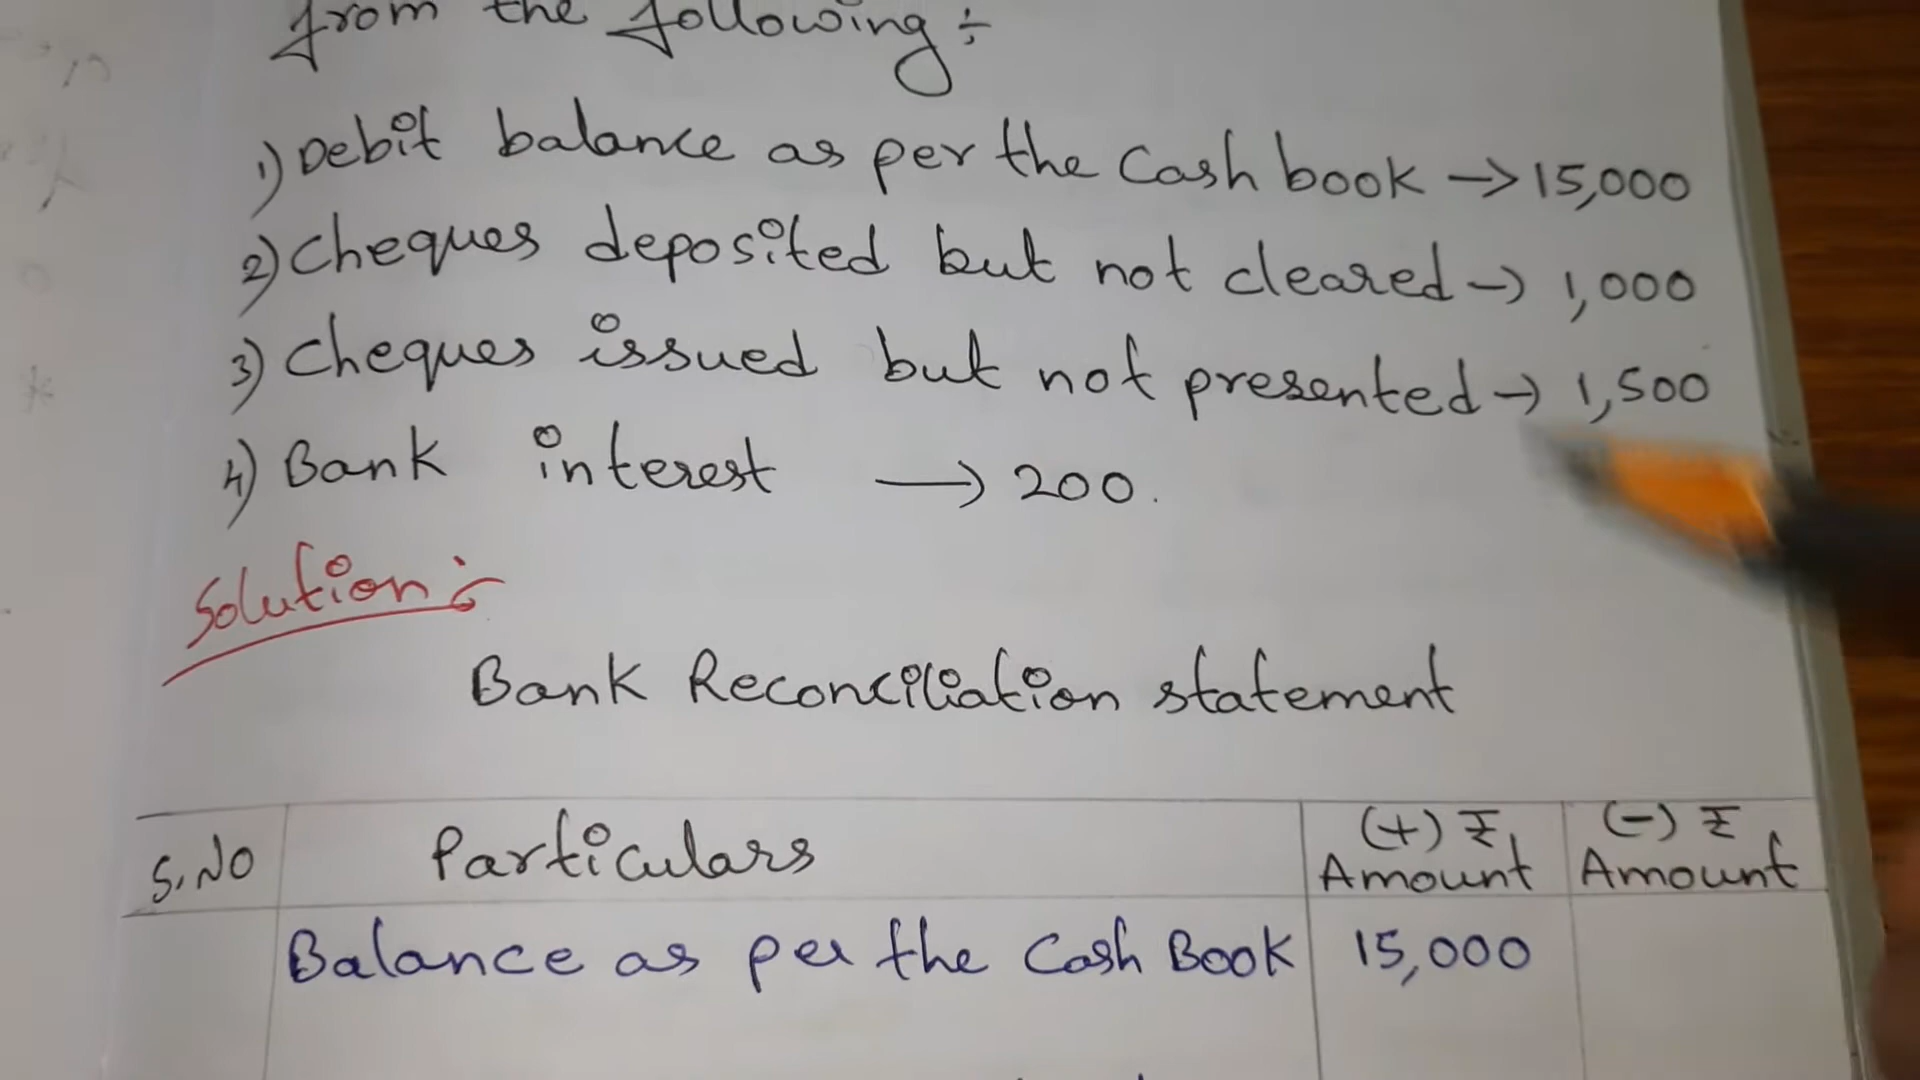 from the following :-
1) Debit balance as per the Cash book → 15,000
2) Cheques deposited but not cleared → 1,000
3) Cheques issued but not presented → 1,500
4) Bank interest → 200.
Solution :-
Bank Reconciliation statement
S.No Particulars (+) ₹ Amount (-) ₹ Amount
Balance as per the Cash Book 15,000